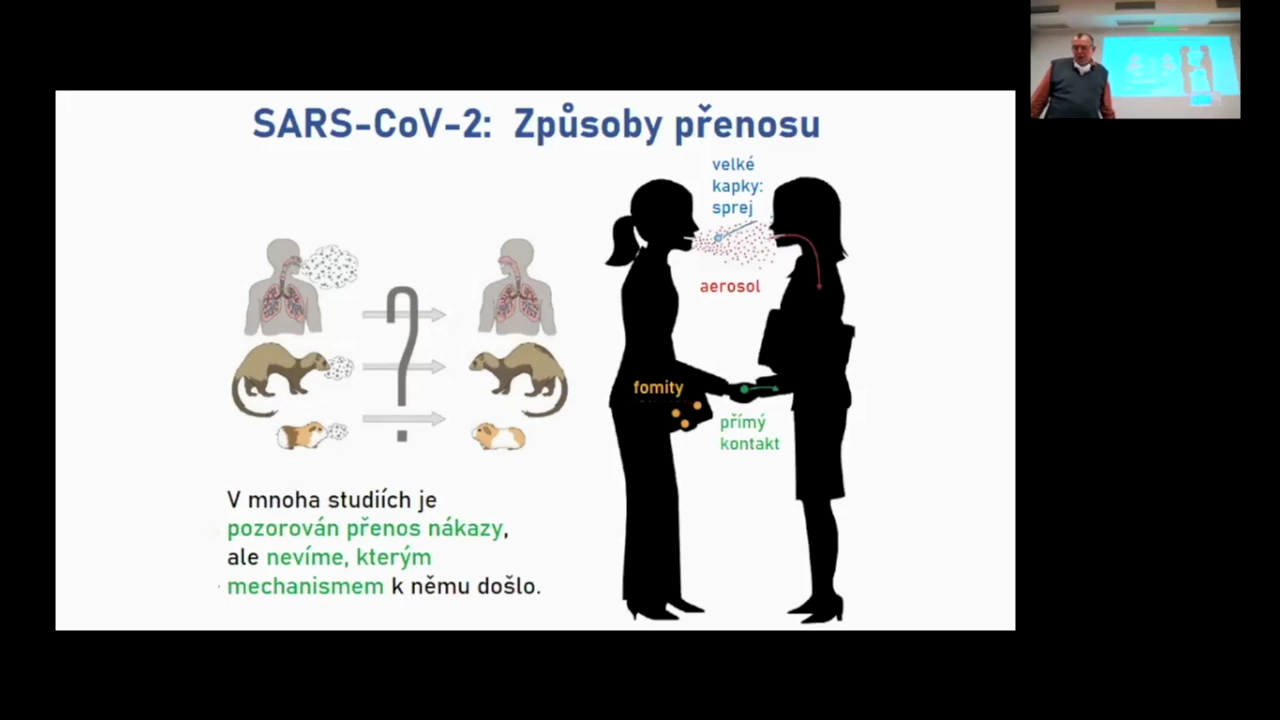 SARS-CoV-2: Způsoby přenosu
velké
kapky:
sprej
aerosol
fomity
přímý
kontakt
V mnoha studiích je
pozorován přenos nákazy,
ale nevíme, kterým
mechanismem k němu došlo.